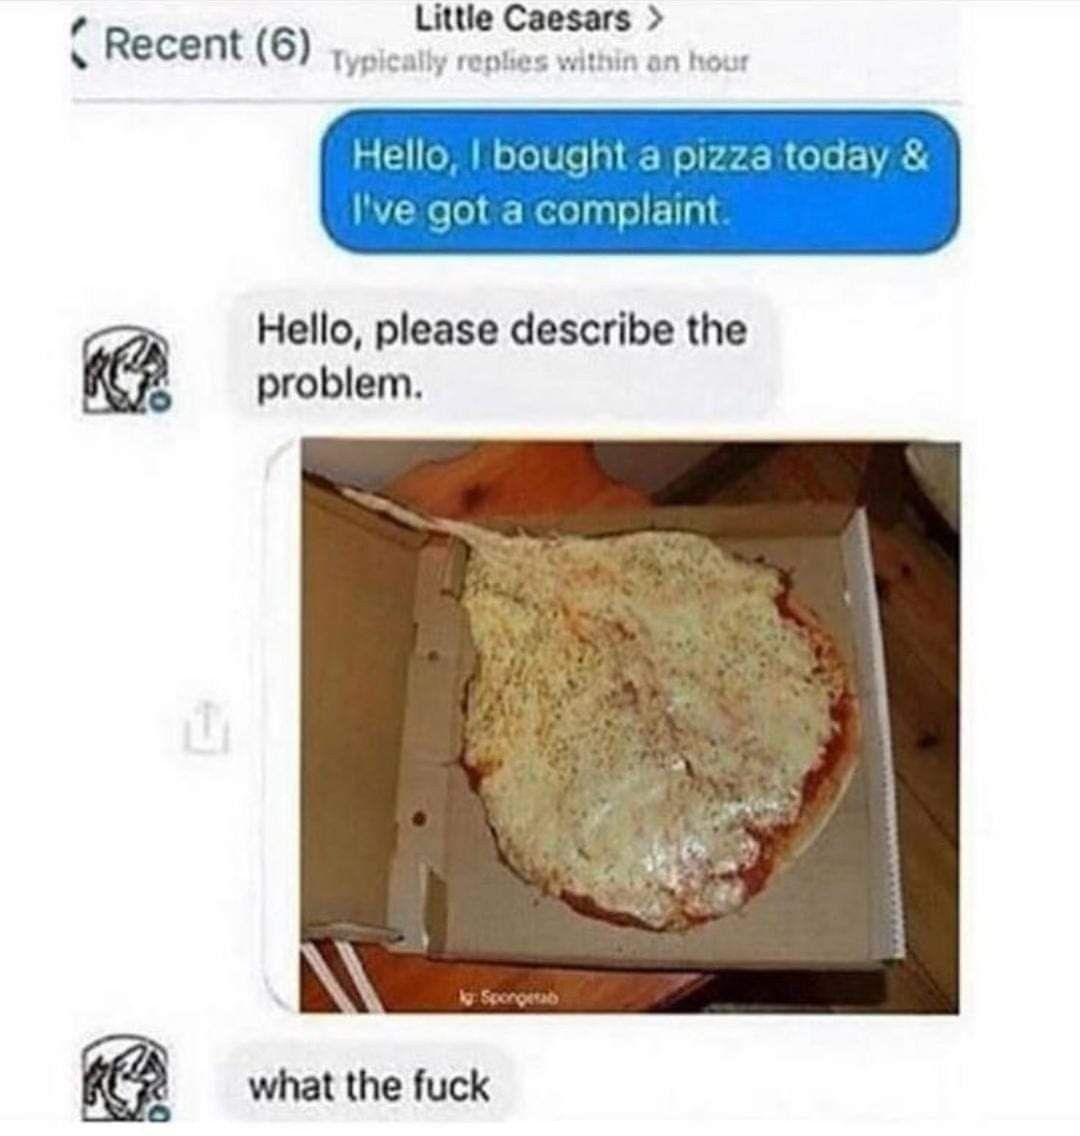 Little Caesars >
Recent (6)
Typically replies within an hour
Hello, I bought a pizza today &
I've got a complaint.
Hello, please describe the
problem.
what the fuck